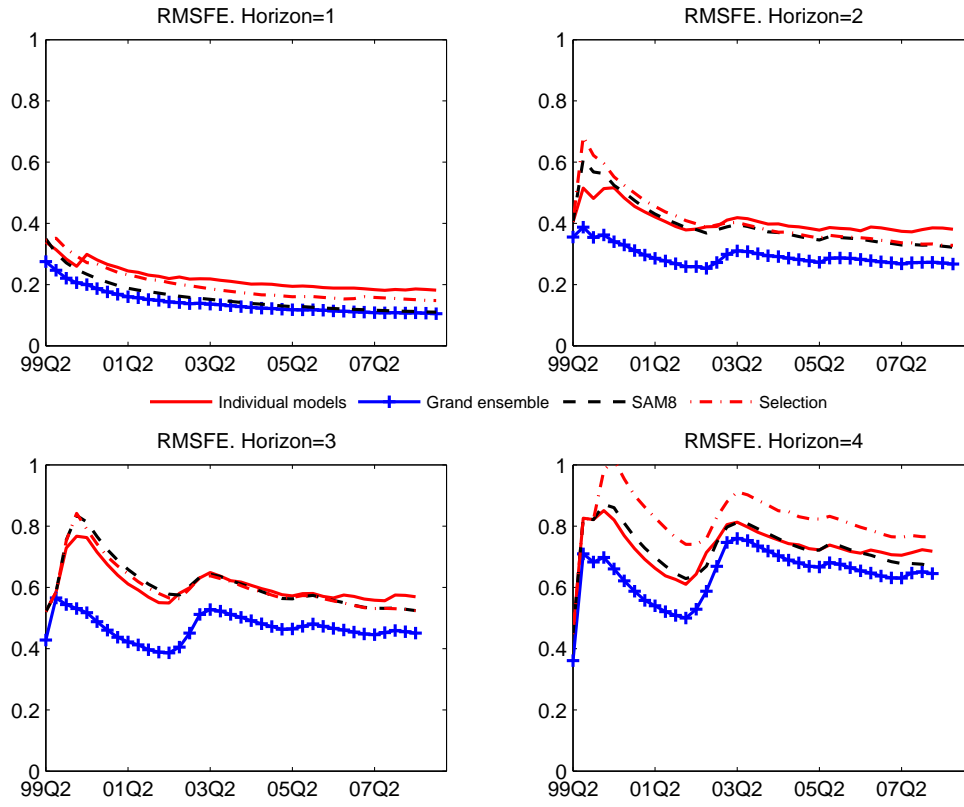 RMSFE. Horizon=1
1
0.8
0.6
0.4
0.2
0
99Q2 01Q2 03Q2 05Q2 07Q2
RMSFE. Horizon=2
1
0.8
0.6
0.4
0.2
0
99Q2 01Q2 03Q2 05Q2 07Q2
Individual models Grand ensemble SAM8 Selection
RMSFE. Horizon=3
1
0.8
0.6
0.4
0.2
0
99Q2 01Q2 03Q2 05Q2 07Q2
RMSFE. Horizon=4
1
0.8
0.6
0.4
0.2
0
99Q2 01Q2 03Q2 05Q2 07Q2